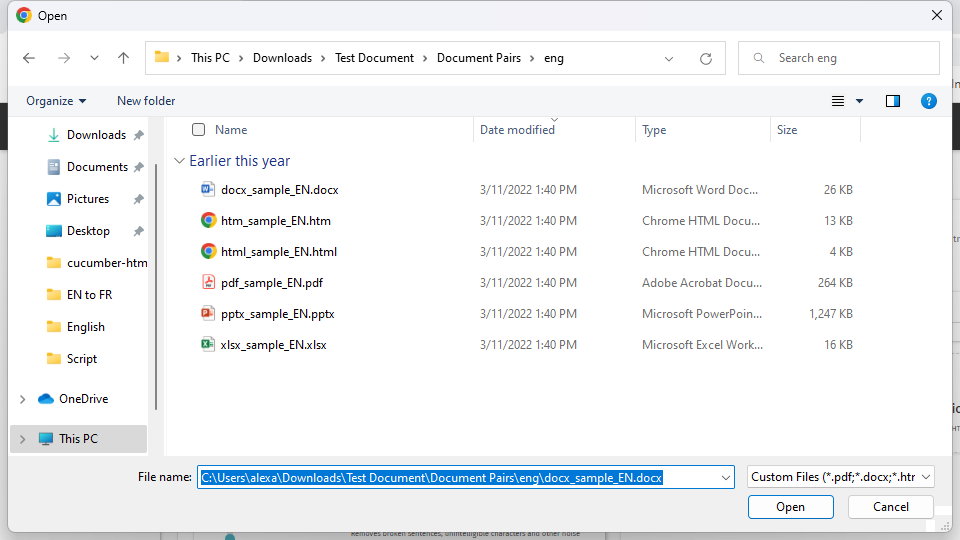 Open
This PC > Downloads > Test Document > Document Pairs > eng
Search eng
Organize
New folder
Name
Date modified
Type
Size
Downloads
Documents
Pictures
Desktop
cucumber-htm
EN to FR
English
Script
OneDrive
This PC
Earlier this year
docx_sample_EN.docx 3/11/2022 1:40 PM Microsoft Word Doc... 26 KB
htm_sample_EN.htm 3/11/2022 1:40 PM Chrome HTML Docu... 13 KB
html_sample_EN.html 3/11/2022 1:40 PM Chrome HTML Docu... 4 KB
pdf_sample_EN.pdf 3/11/2022 1:40 PM Adobe Acrobat Docu... 264 KB
pptx_sample_EN.pptx 3/11/2022 1:40 PM Microsoft PowerPoin... 1,247 KB
xlsx_sample_EN.xlsx 3/11/2022 1:40 PM Microsoft Excel Work... 16 KB
File name: C:\Users\alexa\Downloads\Test Document\Document Pairs\eng\docx_sample_EN.docx
Custom Files (*.pdf;*.docx;*.htr
Open
Cancel
Removes broken sentences, unintelligible characters and other noise